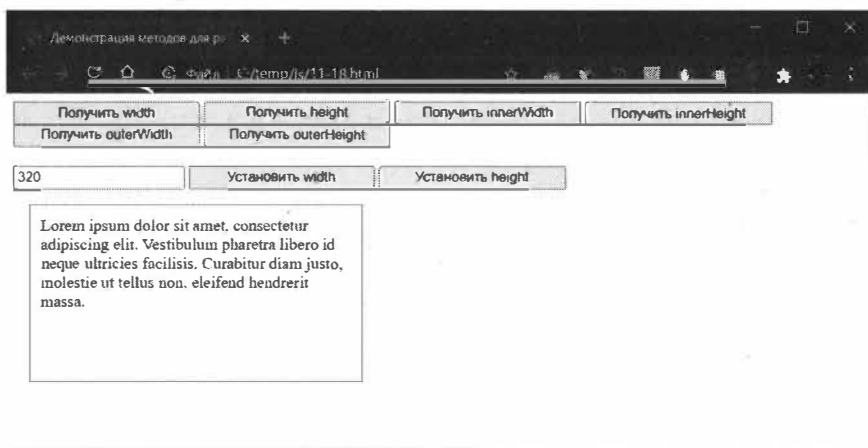 Демонстрация методов для р
Файл C:/temp/js/11-18.html
Получить width Получить height Получить innerWidth Получить innerHeight
Получить outerWidth Получить outerHeight
320 Установить width Установить height
Lorem ipsum dolor sit amet, consectetur
adipiscing elit. Vestibulum pharetra libero id
neque ultricies facilisis. Curabitur diam justo,
molestie ut tellus non, eleifend hendrerit
massa.